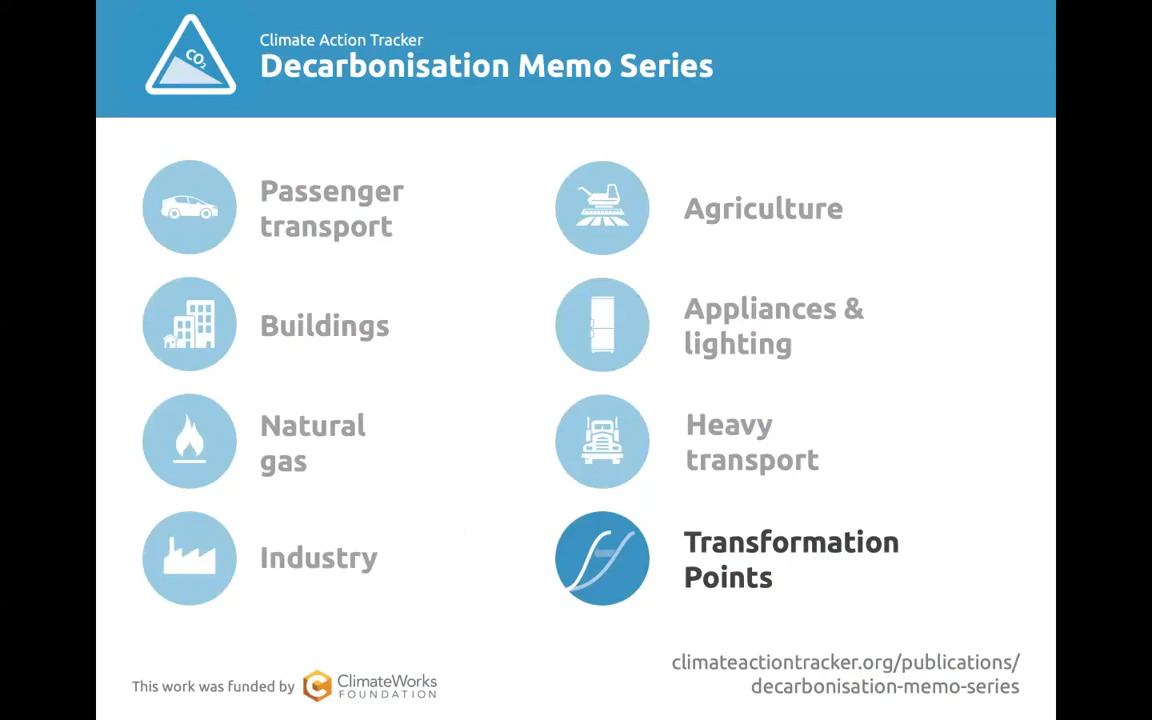 CO₂
Climate Action Tracker
Decarbonisation Memo Series
Passenger
transport
Buildings
Natural
gas
Industry
Agriculture
Appliances &
lighting
Heavy
transport
Transformation
Points
This work was funded by
ClimateWorks
FOUNDATION
climateactiontracker.org/publications/
decarbonisation-memo-series